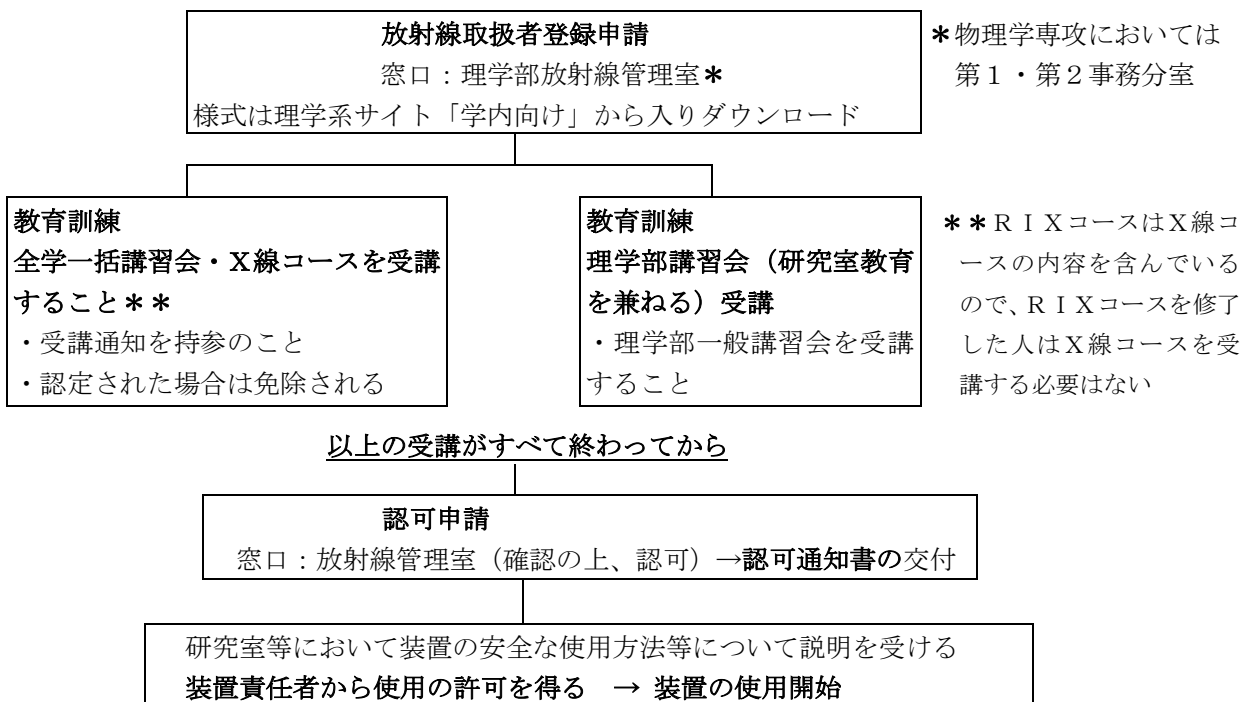 放射線取扱者登録申請
窓口：理学部放射線管理室＊
様式は理学系サイト「学内向け」から入りダウンロード
＊物理学専攻においては
第１・第２事務分室
教育訓練
全学一括講習会・Ｘ線コースを受講
すること＊＊
・受講通知を持参のこと
・認定された場合は免除される
教育訓練
理学部講習会（研究室教育
を兼ねる）受講
・理学部一般講習会を受講
すること
＊＊ＲＩＸコースはＸ線コ
ースの内容を含んでいる
ので、ＲＩＸコースを修了
した人はＸ線コースを受
講する必要はない
以上の受講がすべて終わってから
認可申請
窓口：放射線管理室（確認の上、認可）→認可通知書の交付
研究室等において装置の安全な使用方法等について説明を受ける
装置責任者から使用の許可を得る　→ 装置の使用開始